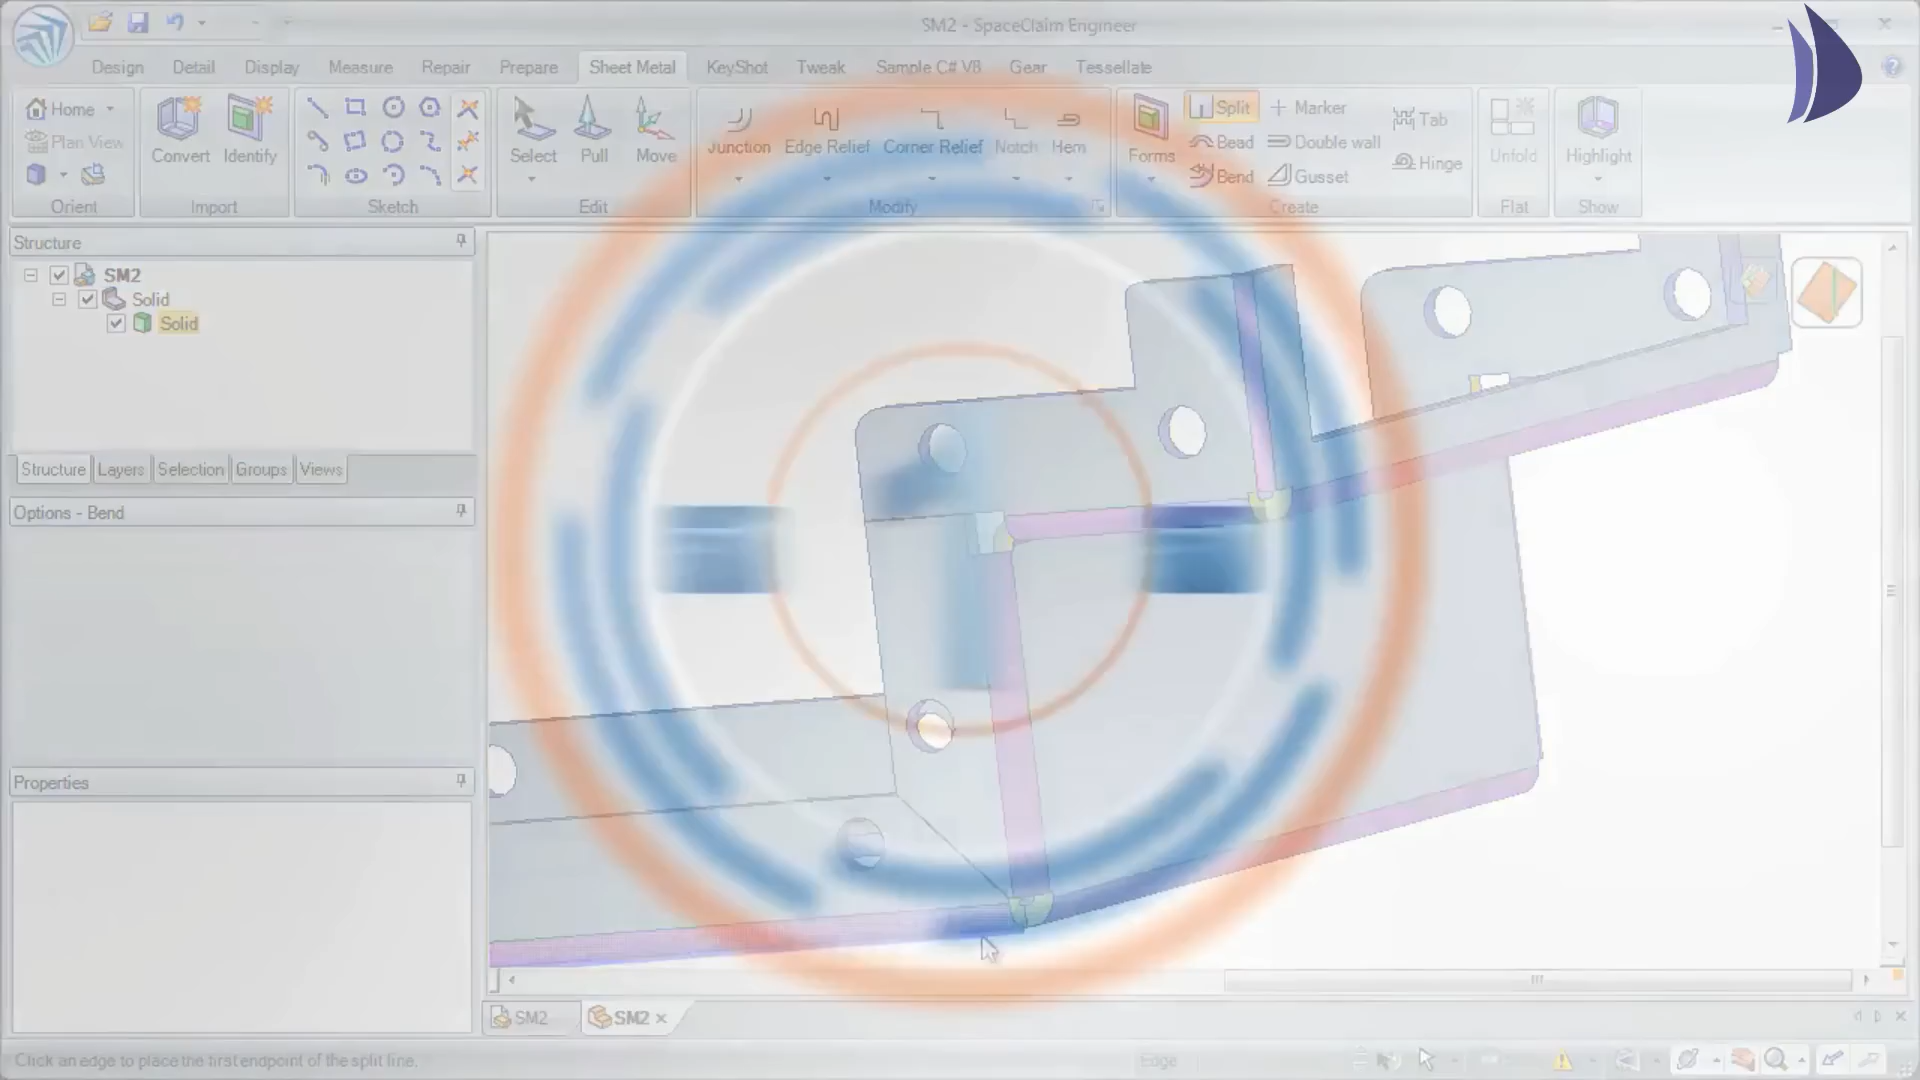 SM2 - SpaceClaim Engineer
Design Detail Display Measure Repair Prepare Sheet Metal KeyShot Tweak Sample C# V8 Gear Tessellate
Home
Plan View
Orient
Convert Identify
Import
Sketch
Select Pull Move
Edit
Junction Edge Relief Corner Relief Notch Hem
Modify
Forms
Split Marker
Bead Double wall
Bend Gusset
Tab
Hinge
Create
Unfold
Flat
Highlight
Show
Structure
SM2
Solid
Solid
Structure Layers Selection Groups Views
Options - Bend
Properties
SM2 SM2
Click an edge to place the first endpoint of the split line.
Edge